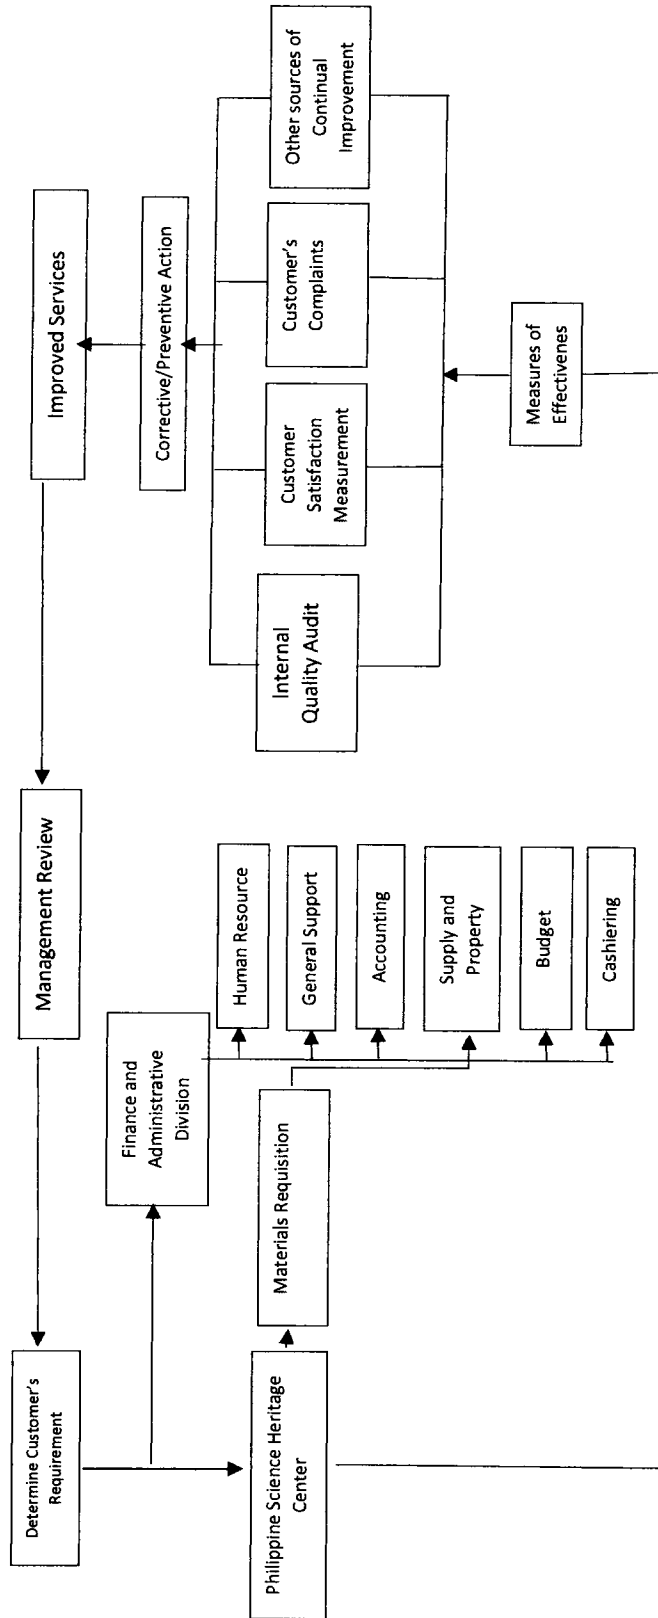 Determine Customer's
Requirement
Management Review
Improved Services
Finance and
Administrative
Division
Corrective/Preventive Action
Philippine Science Heritage
Center
Materials Requisition
Human Resource
General Support
Accounting
Supply and
Property
Budget
Cashiering
Internal
Quality Audit
Customer
Satisfaction
Measurement
Customer's
Complaints
Other sources of
Continual
Improvement
Measures of
Effectivenes